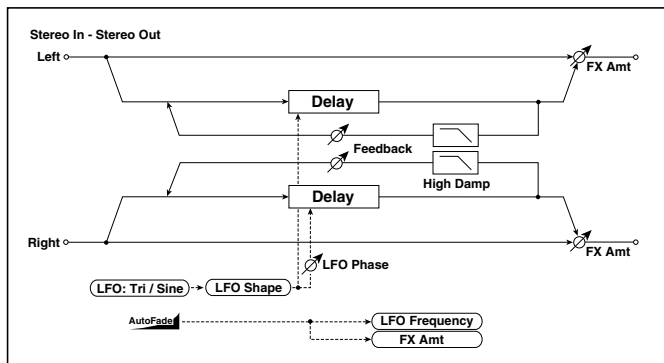 Stereo In - Stereo Out
Left
FX Amt
Delay
Feedback
High Damp
Delay
Right
FX Amt
LFO Phase
LFO: Tri / Sine
LFO Shape
AutoFade
LFO Frequency
FX Amt